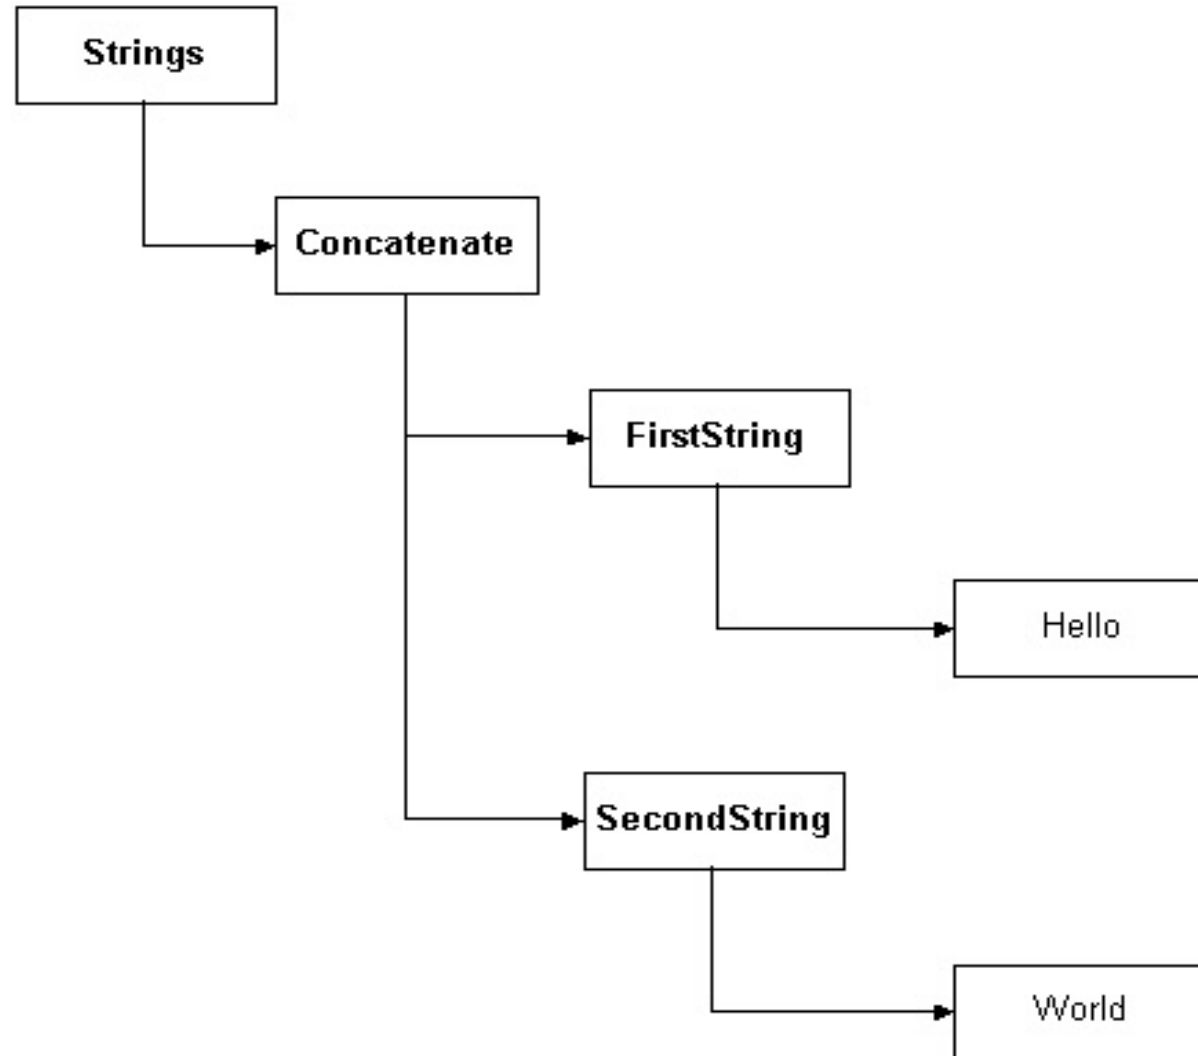 Strings
Concatenate
FirstString
Hello
SecondString
World